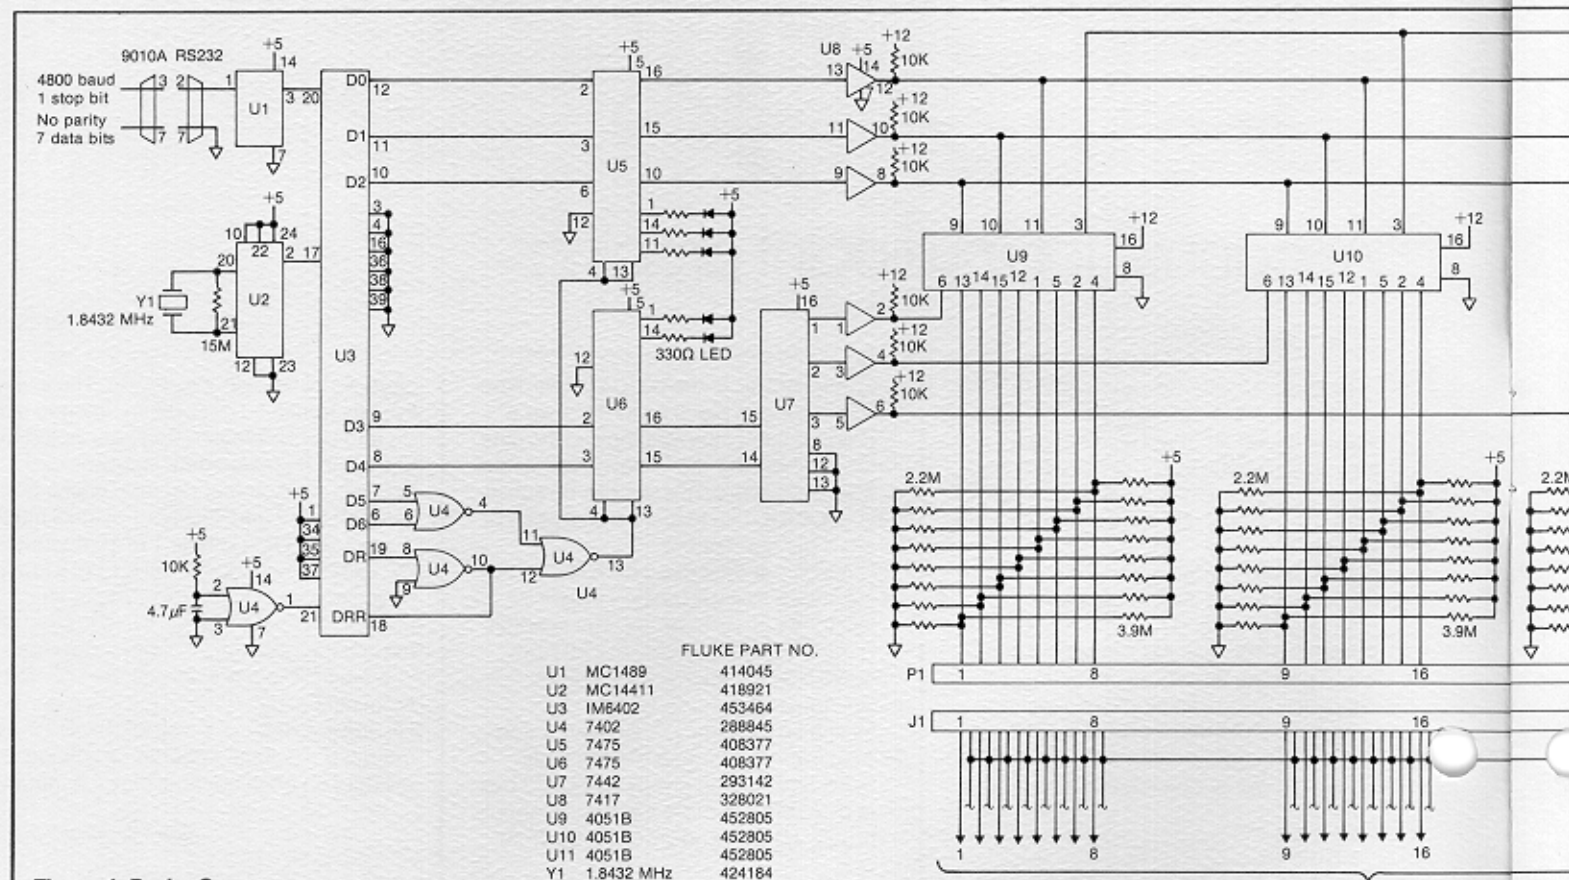 9010A RS232
4800 baud
1 stop bit
No parity
7 data bits
3 2
7 7
1 U1 3 20
+5
14
7
+5
10 24
22
20 2 17
U2
Y1
1.8432 MHz
21
15M
12 23
U3
D0 12
D1 11
D2 10
3
4
16
36
38
39
D3 9
D4 8
D5 7
D6 6
DR 19
DRR 18
+5
1
34
35
37
21
+5
10K
4.7µF
+5
14
2
U4 1
3
7
5
6
U4 4
8
9
U4 10
11
12
U4 13
U4
+5
5
2 16
3 15
U5
6 10
1
12 14
11
4 13
+5
+5
5
1
14
330Ω LED
12
U6
2 16
3 15
4 13
+5
16
1
2
U7
15 3
14 8
12
13
U8 +5
13 14
12
7
11 10
9 8
1 2
3 4
5 6
+12
10K
+12
10K
+12
10K
+12
10K
+12
10K
+12
10K
9 10 11 3
U9
16 +12
8
6 13 14 15 12 1 5 2 4
9 10 11 3
U10
16 +12
8
6 13 14 15 12 1 5 2 4
2.2M
+5
3.9M
2.2M
+5
3.9M
2.2M
P1 1 8 9 16
J1 1 8 9 16
1 8 9 16
FLUKE PART NO.
U1 MC1489 414045
U2 MC14411 418921
U3 IM6402 453464
U4 7402 288845
U5 7475 408377
U6 7475 408377
U7 7442 293142
U8 7417 328021
U9 4051B 452805
U10 4051B 452805
U11 4051B 452805
Y1 1.8432 MHz 424184